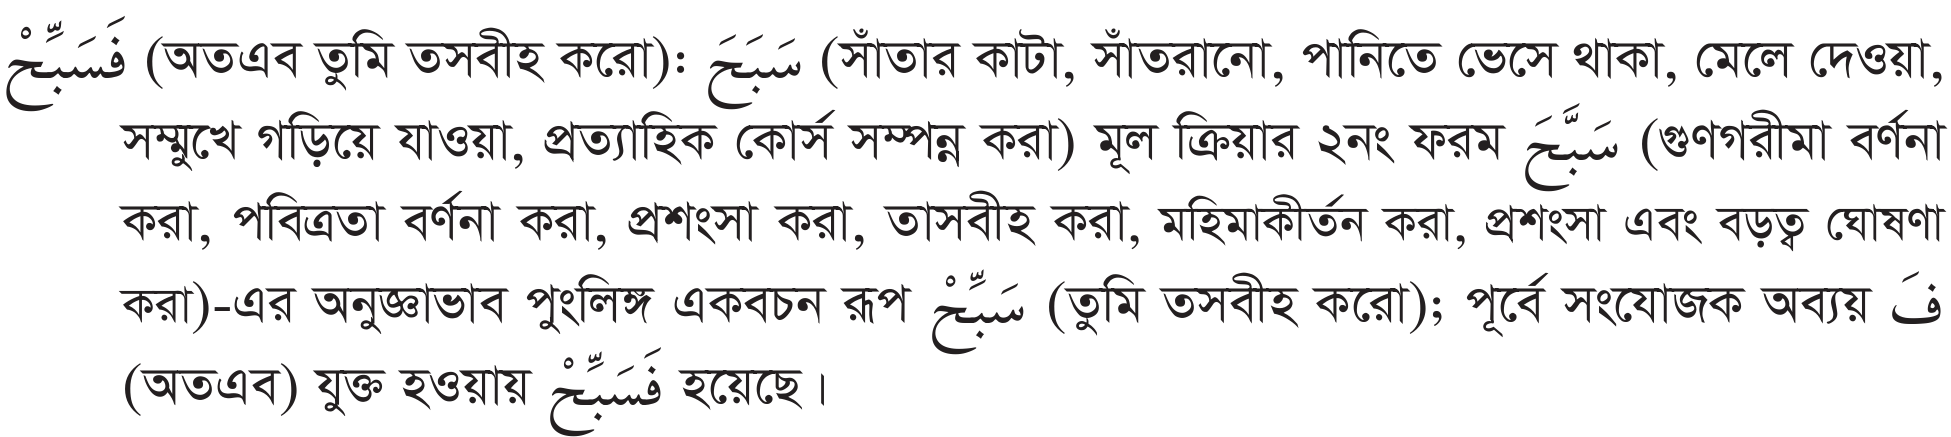 فَسَبِّحْ (অতএব তুমি তসবীহ করো): سَبَحَ (সাঁতার কাটা, সাঁতরানো, পানিতে ভেসে থাকা, মেলে দেওয়া,
সম্মুখে গড়িয়ে যাওয়া, প্রত্যাহিক কোর্স সম্পন্ন করা) মূল ক্রিয়ার ২নং ফরম سَبَّحَ (গুণগরীমা বর্ণনা
করা, পবিত্রতা বর্ণনা করা, প্রশংসা করা, তাসবীহ করা, মহিমাকীর্তন করা, প্রশংসা এবং বড়ত্ব ঘোষণা
করা)-এর অনুজ্ঞাভাব পুংলিঙ্গ একবচন রূপ سَبِّحْ (তুমি তসবীহ করো); পূর্বে সংযোজক অব্যয় فَ
(অতএব) যুক্ত হওয়ায় فَسَبِّحْ হয়েছে।